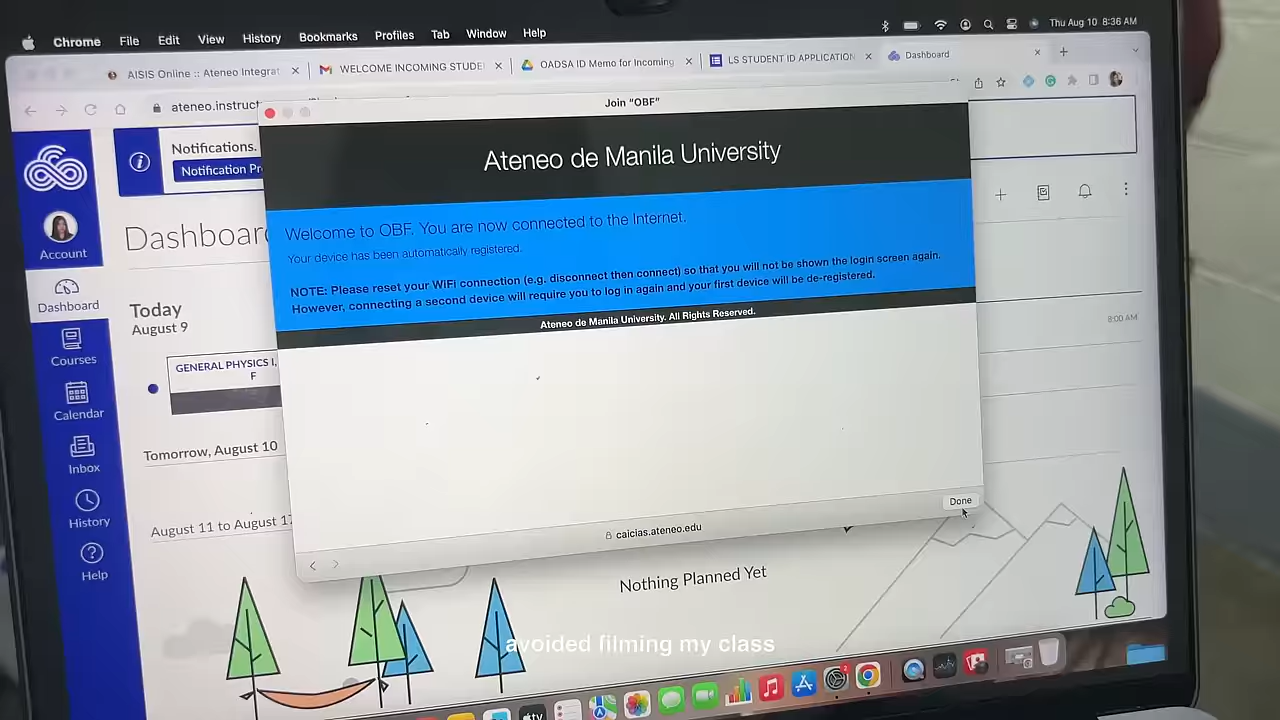 Chrome File Edit View History Bookmarks Profiles Tab Window Help Thu Aug 10 8:36 AM
AISIS Online :: Ateneo Integrat
WELCOME INCOMING STUDE
OADSA ID Memo for Incoming
LS STUDENT ID APPLICATION
Dashboard
ateneo.instruct
Join “OBF”
Notifications.
Notification Pr
Ateneo de Manila University
Welcome to OBF. You are now connected to the Internet.
Your device has been automatically registered.
NOTE: Please reset your WiFi connection (e.g. disconnect then connect) so that you will not be shown the login screen again.
However, connecting a second device will require you to log in again and your first device will be de-registered.
Ateneo de Manila University. All Rights Reserved.
Done
calcias.ateneo.edu
Account
Dashboard
Courses
Calendar
Inbox
History
Help
Dashboard
Today
August 9
GENERAL PHYSICS I,
F
8:00 AM
Tomorrow, August 10
August 11 to August 17
Nothing Planned Yet
avoided filming my class
tv
2